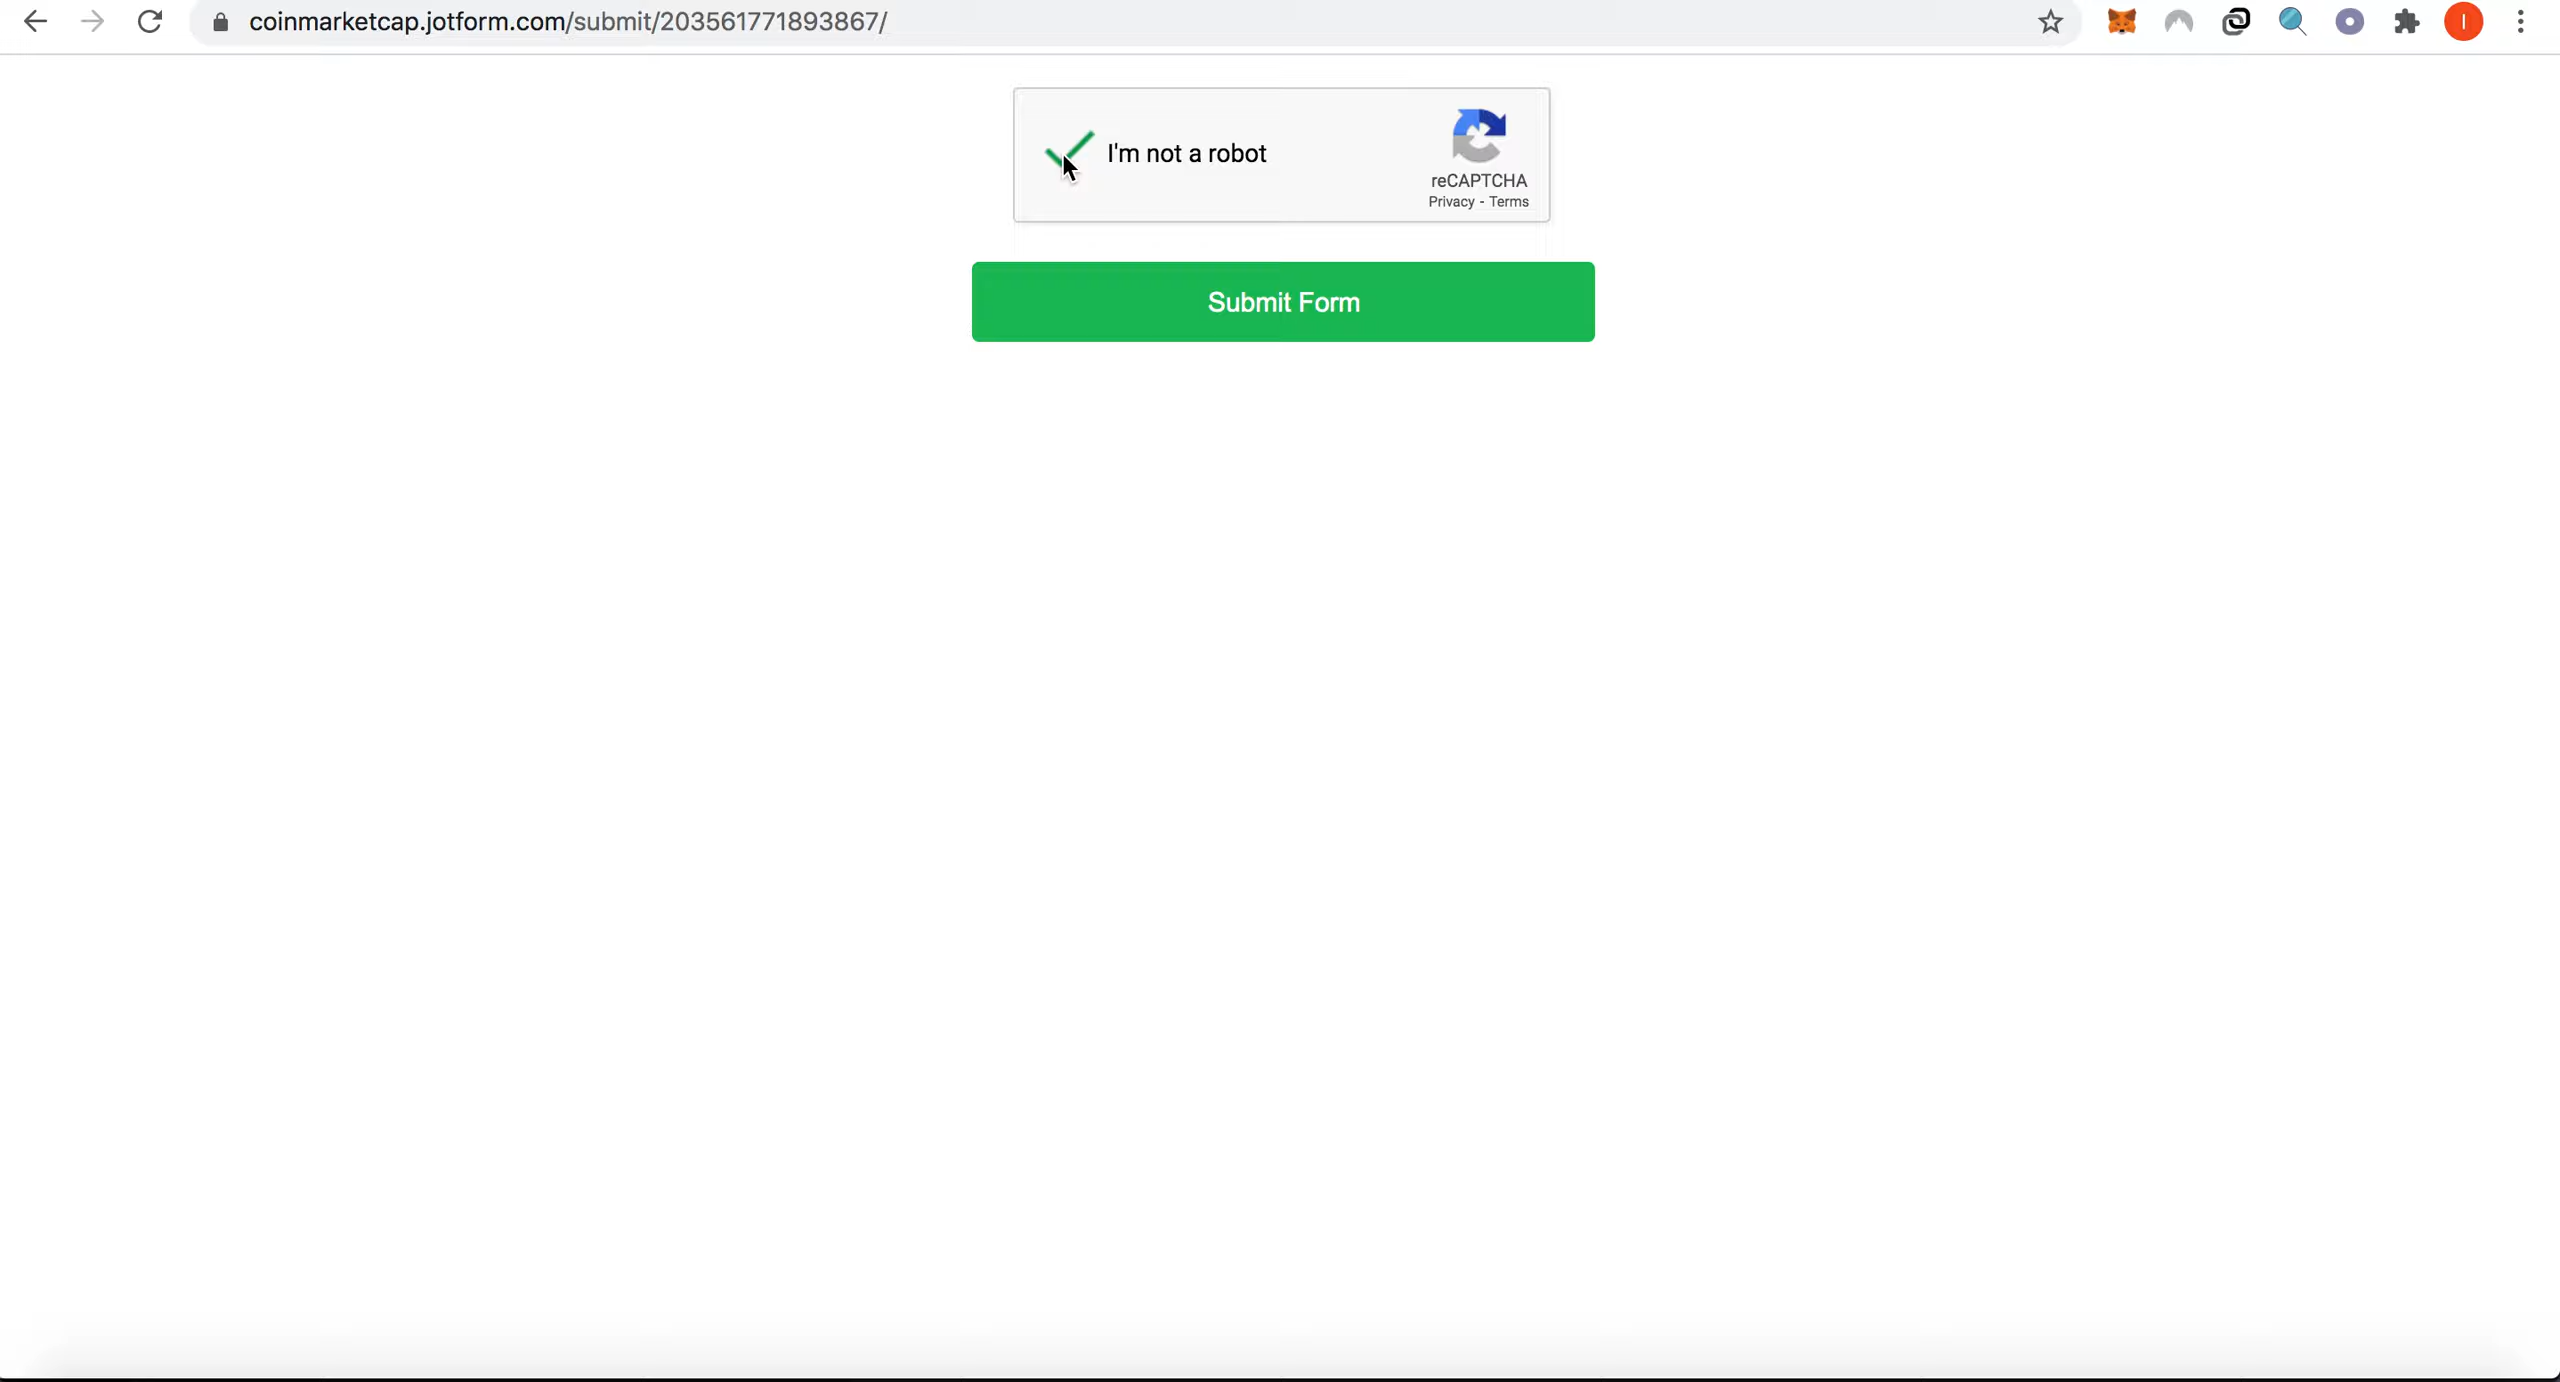 coinmarketcap.jotform.com/submit/203561771893867/
I
I'm not a robot
reCAPTCHA
Privacy - Terms
Submit Form